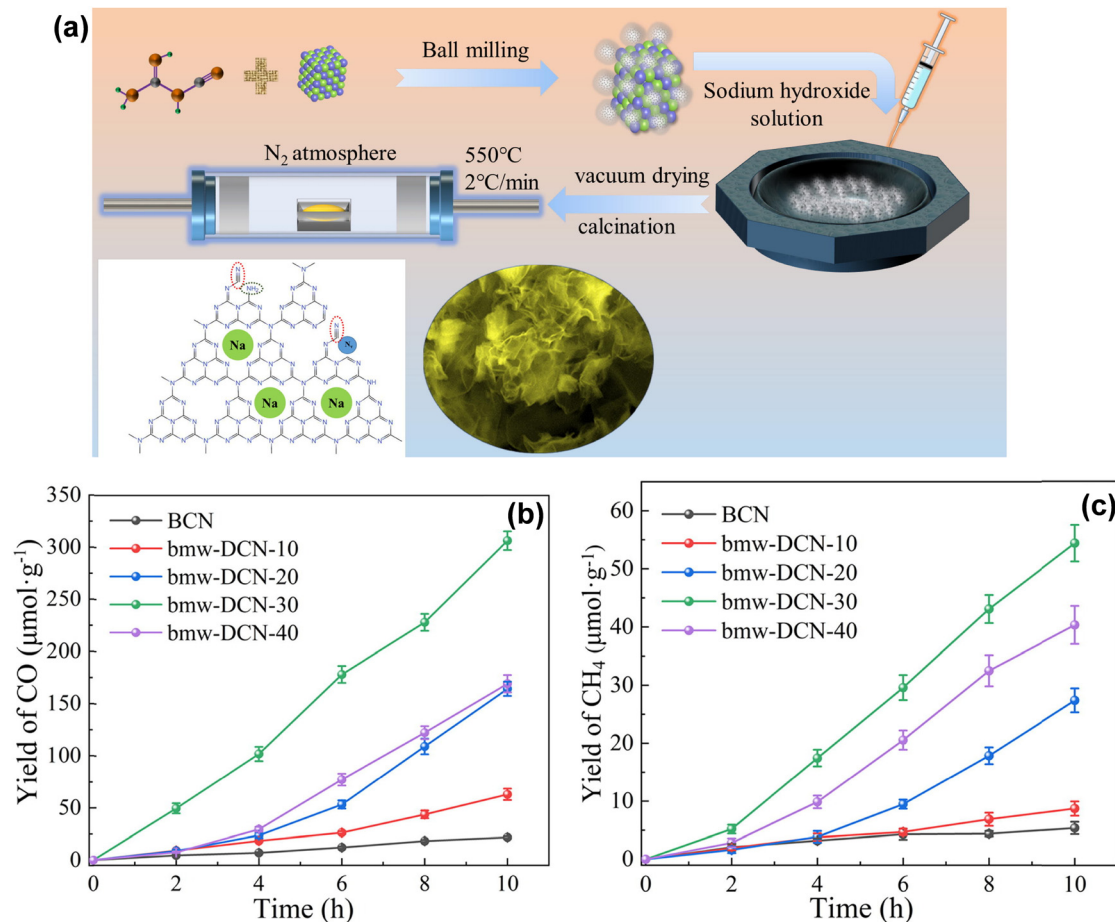 (a)
Ball milling
Sodium hydroxide
solution
N₂ atmosphere
550°C
2°C/min
vacuum drying
calcination
NH₂
Na
Na
Na
(b)
Yield of CO (μmol·g⁻¹)
350
300
250
200
150
100
50
0
BCN
bmw-DCN-10
bmw-DCN-20
bmw-DCN-30
bmw-DCN-40
0 2 4 6 8 10
Time (h)
(c)
Yield of CH₄ (μmol·g⁻¹)
60
50
40
30
20
10
0
BCN
bmw-DCN-10
bmw-DCN-20
bmw-DCN-30
bmw-DCN-40
0 2 4 6 8 10
Time (h)